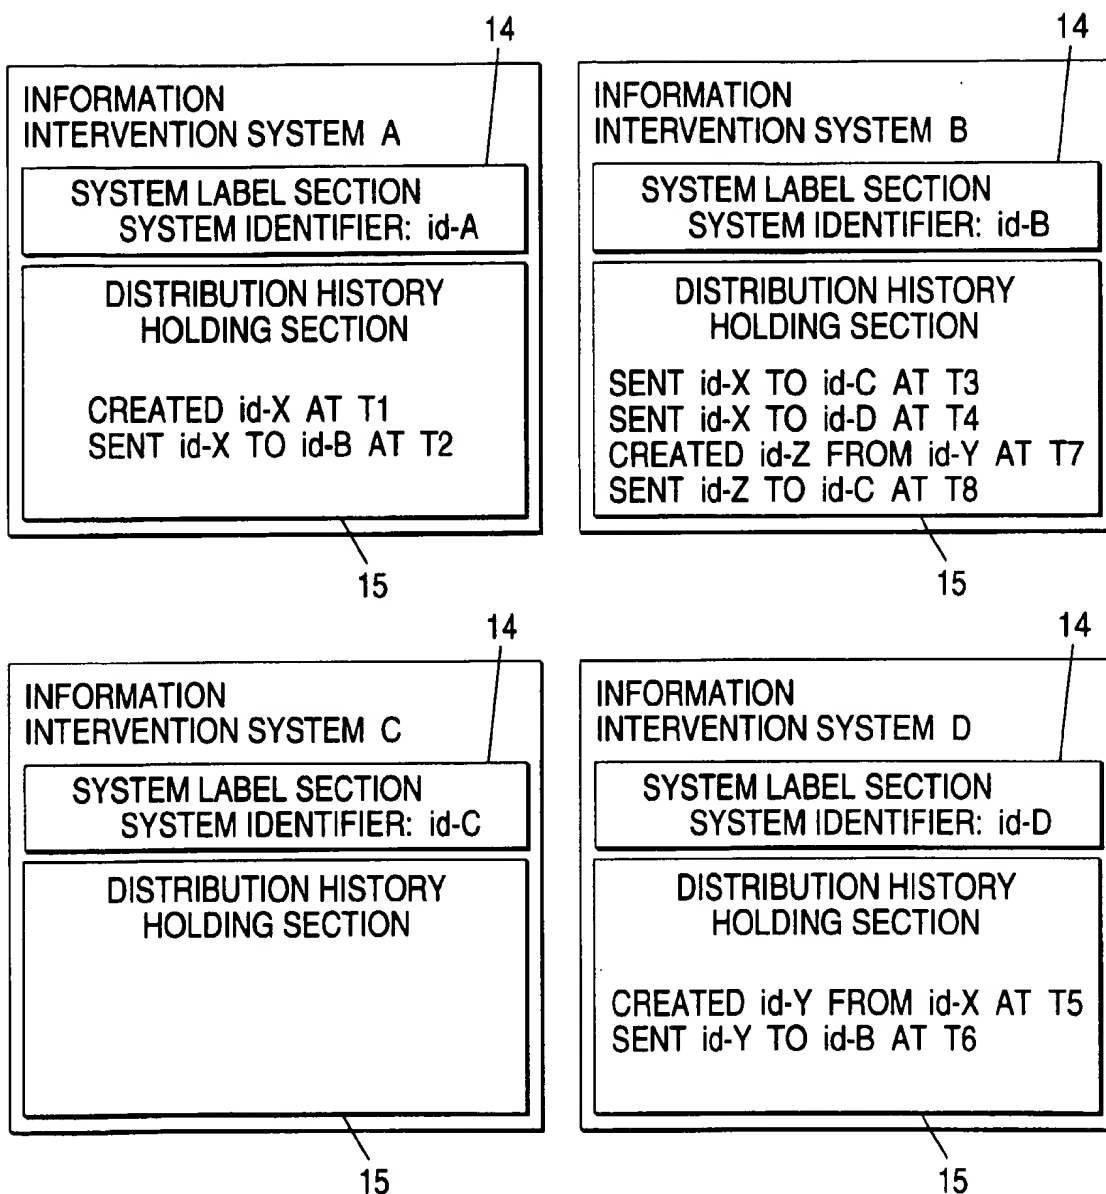 14
INFORMATION
INTERVENTION SYSTEM A
SYSTEM LABEL SECTION
SYSTEM IDENTIFIER: id-A
DISTRIBUTION HISTORY
HOLDING SECTION
CREATED id-X AT T1
SENT id-X TO id-B AT T2
15
14
INFORMATION
INTERVENTION SYSTEM B
SYSTEM LABEL SECTION
SYSTEM IDENTIFIER: id-B
DISTRIBUTION HISTORY
HOLDING SECTION
SENT id-X TO id-C AT T3
SENT id-X TO id-D AT T4
CREATED id-Z FROM id-Y AT T7
SENT id-Z TO id-C AT T8
15
14
INFORMATION
INTERVENTION SYSTEM C
SYSTEM LABEL SECTION
SYSTEM IDENTIFIER: id-C
DISTRIBUTION HISTORY
HOLDING SECTION
15
14
INFORMATION
INTERVENTION SYSTEM D
SYSTEM LABEL SECTION
SYSTEM IDENTIFIER: id-D
DISTRIBUTION HISTORY
HOLDING SECTION
CREATED id-Y FROM id-X AT T5
SENT id-Y TO id-B AT T6
15